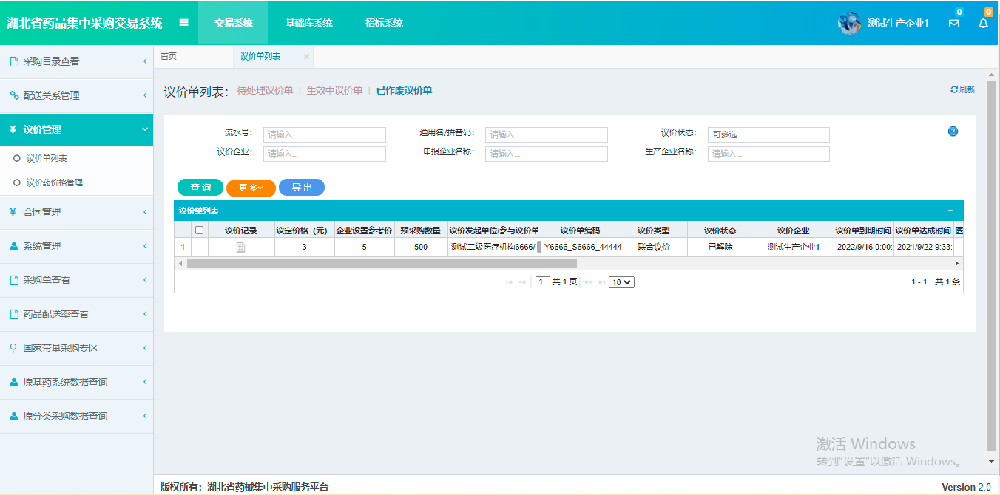 湖北省药品集中采购交易系统 交易系统 基础库系统 招标系统 测试生产企业1 0 0
采购目录查看
配送关系管理
议价管理
议价单列表
议价药价格管理
合同管理
系统管理
采购单查看
药品配送率查看
国家带量采购专区
原基药系统数据查询
原分类采购数据查询
首页 议价单列表
议价单列表： 待处理议价单 | 生效中议价单 | 已作废议价单 刷新
流水号： 请输入... 通用名/拼音码： 请输入... 议价状态： 可多选
议价企业： 请输入... 申报企业名称： 请输入... 生产企业名称： 请输入...
查 询 更 多 导 出
议价单列表
议价记录 议定价格（元） 企业设置参考价 预采购数量 议价发起单位/参与议价单 议价单编码 议价类型 议价状态 议价企业 议价单到期时间 议价单达成时间 医
1 3 5 500 测试二级医疗机构6666/ Y6666_S6666_44444 联合议价 已解除 测试生产企业1 2022/9/16 0:00: 2021/9/22 9:33:
1 共 1 页 10 1 - 1 共 1 条
激活 Windows
转到"设置"以激活 Windows。
版权所有：湖北省药械集中采购服务平台 Version 2.0